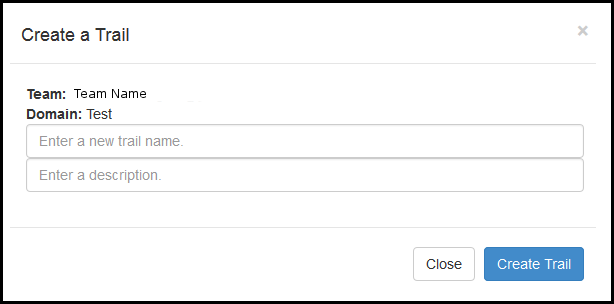 Create a Trail ×
Team: Team Name
Domain: Test
Enter a new trail name.
Enter a description.
Close Create Trail